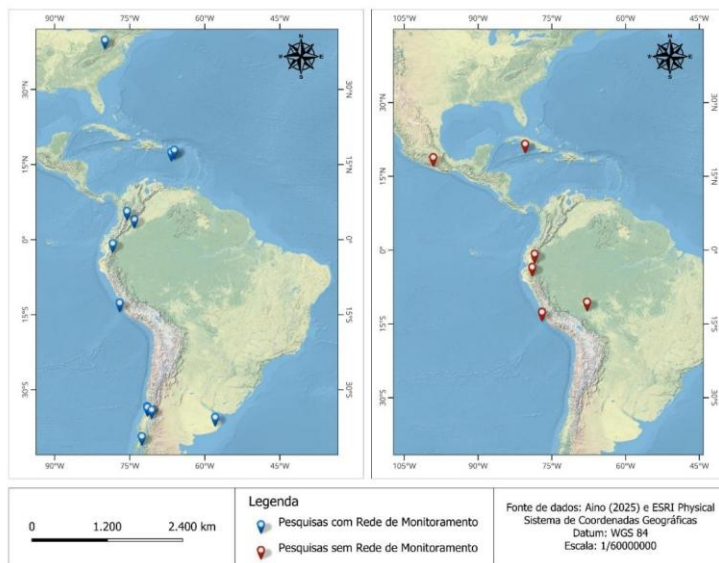 90°W 75°W 60°W 45°W
N
W E
S
30°N
15°N
0°
15°S
30°S
30°N
15°N
0°
15°S
30°S
90°W 75°W 60°W 45°W
105°W 90°W 75°W 60°W 45°W
N
W E
S
30°N
15°N
0°
15°S
30°S
30°N
15°N
0°
15°S
30°S
105°W 90°W 75°W 60°W 45°W
0 1.200 2.400 km
Legenda
Pesquisas com Rede de Monitoramento
Pesquisas sem Rede de Monitoramento
Fonte de dados: Aino (2025) e ESRI Physical
Sistema de Coordenadas Geográficas
Datum: WGS 84
Escala: 1/60000000